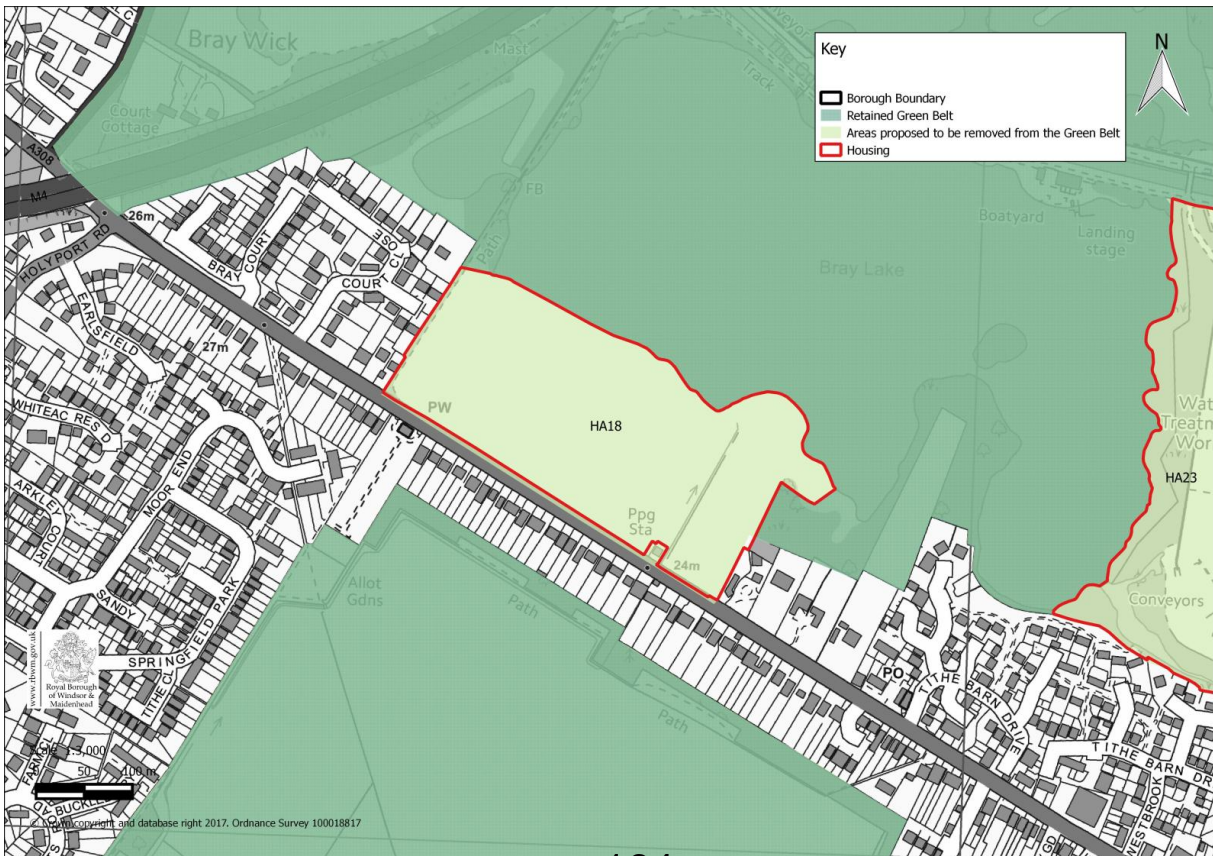 Key
Borough Boundary
Retained Green Belt
Areas proposed to be removed from the Green Belt
Housing
N
Bray Wick
Mast
Conveyor
Track
Court
Cottage
A308
M4
26m
HOLYPORT RD
BRAY COURT
COURT CLOSE
Path
FB
Boatyard
Landing
stage
Bray Lake
EARLSFIELD
27m
WHITEAC RES D
PW
HA18
HA23
MOOR END
ARKLEY COURT
SANDY
SPRINGFIELD PARK
TITHE CL
Allot
Gdns
Path
Ppg
Sta
24m
Conveyors
PO
TITHE BARN DRIVE
TITHE BARN DR
Path
www.rbwm.gov.uk
Royal Borough
of Windsor &
Maidenhead
Scale 1:3,000
50
100 m
© Crown copyright and database right 2017. Ordnance Survey 100018817